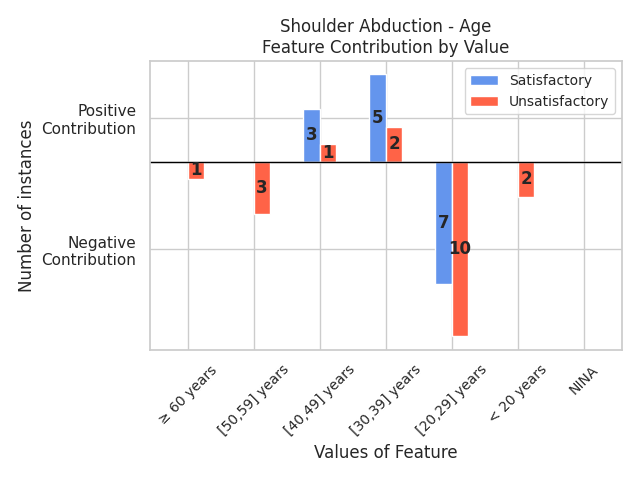 Shoulder Abduction - Age
Feature Contribution by Value
Satisfactory
Unsatisfactory
Positive
Contribution
Negative
Contribution
Number of instances
1
3
3
1
5
2
7
10
2
≥ 60 years
[50,59] years
[40,49] years
[30,39] years
[20,29] years
< 20 years
NINA
Values of Feature